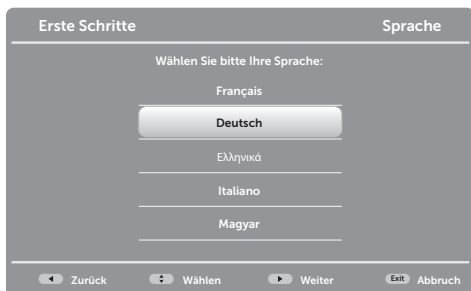 Erste Schritte Sprache
Wählen Sie bitte Ihre Sprache:
Français
Deutsch
Ελληνικά
Italiano
Magyar
Zurück Wählen Weiter Exit Abbruch